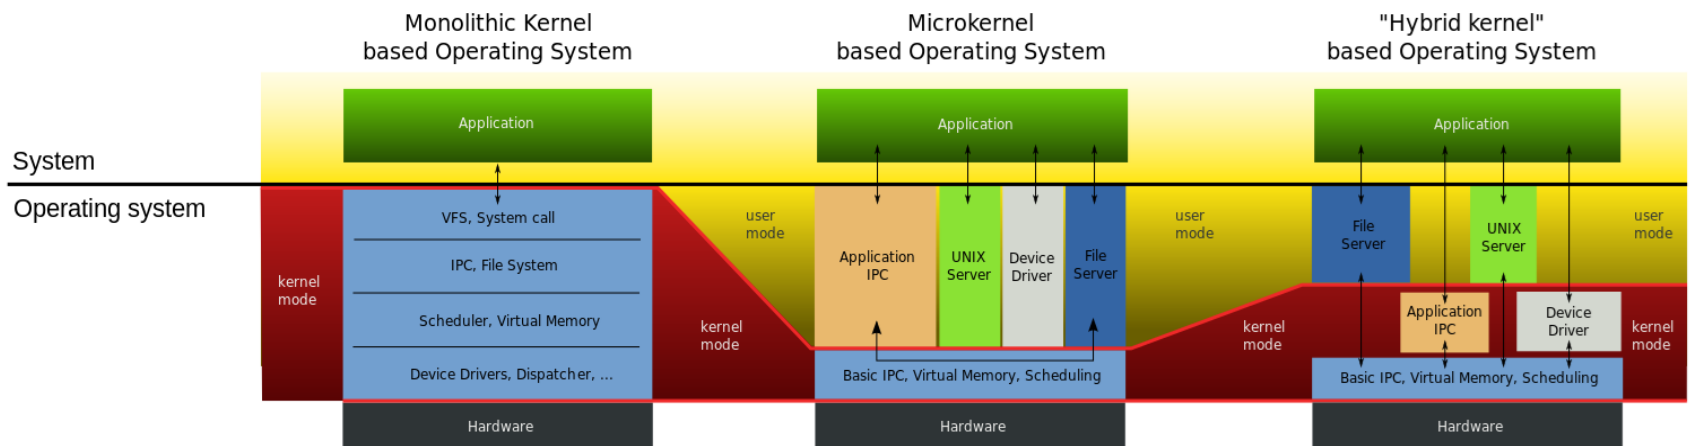 Monolithic Kernel
based Operating System
Microkernel
based Operating System
"Hybrid kernel"
based Operating System
System
Operating system
Application
VFS, System call
IPC, File System
Scheduler, Virtual Memory
Device Drivers, Dispatcher, ...
Hardware
kernel
mode
kernel
mode
user
mode
Application
Application
IPC
UNIX
Server
Device
Driver
File
Server
Basic IPC, Virtual Memory, Scheduling
Hardware
user
mode
kernel
mode
Application
File
Server
UNIX
Server
Application
IPC
Device
Driver
Basic IPC, Virtual Memory, Scheduling
Hardware
user
mode
kernel
mode